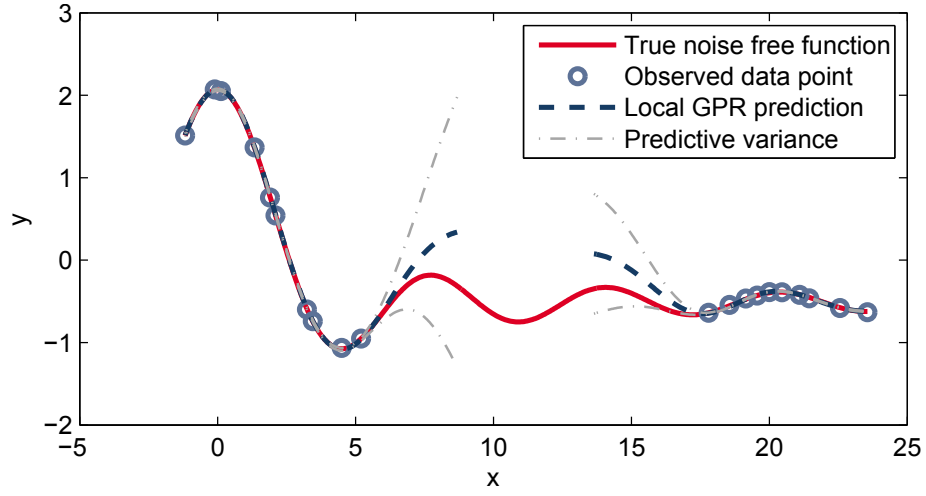 3
2
1
0
−1
−2
y
−5
0
5
10
15
20
25
x
True noise free function
Observed data point
Local GPR prediction
Predictive variance